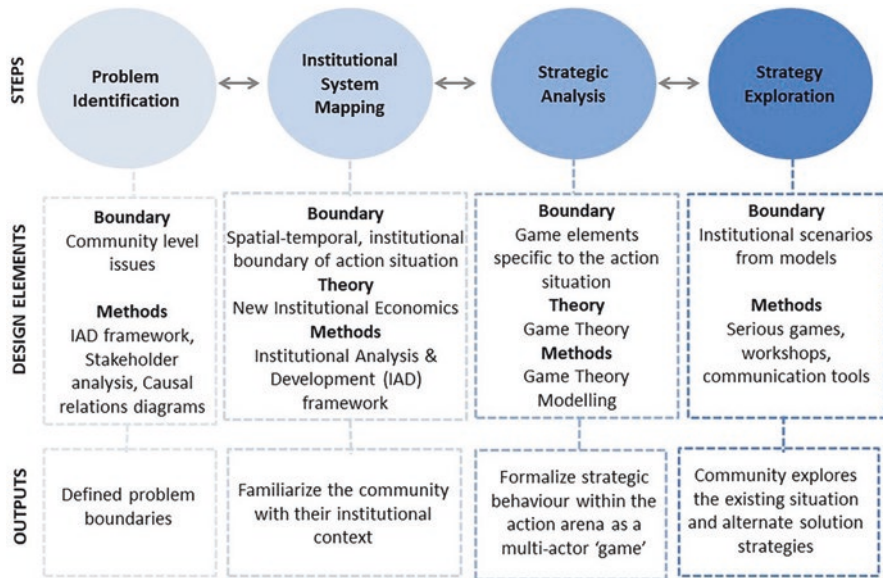 STEPS
Problem
Identification
Institutional
System
Mapping
Strategic
Analysis
Strategy
Exploration
DESIGN ELEMENTS
Boundary
Community level
issues
Methods
IAD framework,
Stakeholder
analysis, Causal
relations diagrams
Boundary
Spatial-temporal, institutional
boundary of action situation
Theory
New Institutional Economics
Methods
Institutional Analysis &
Development (IAD)
framework
Boundary
Game elements
specific to the action
situation
Theory
Game Theory
Methods
Game Theory
Modelling
Boundary
Institutional scenarios
from models
Methods
Serious games,
workshops,
communication tools
OUTPUTS
Defined problem
boundaries
Familiarize the community
with their institutional
context
Formalize strategic
behaviour within the
action arena as a
multi-actor ‘game’
Community explores
the existing situation
and alternate solution
strategies